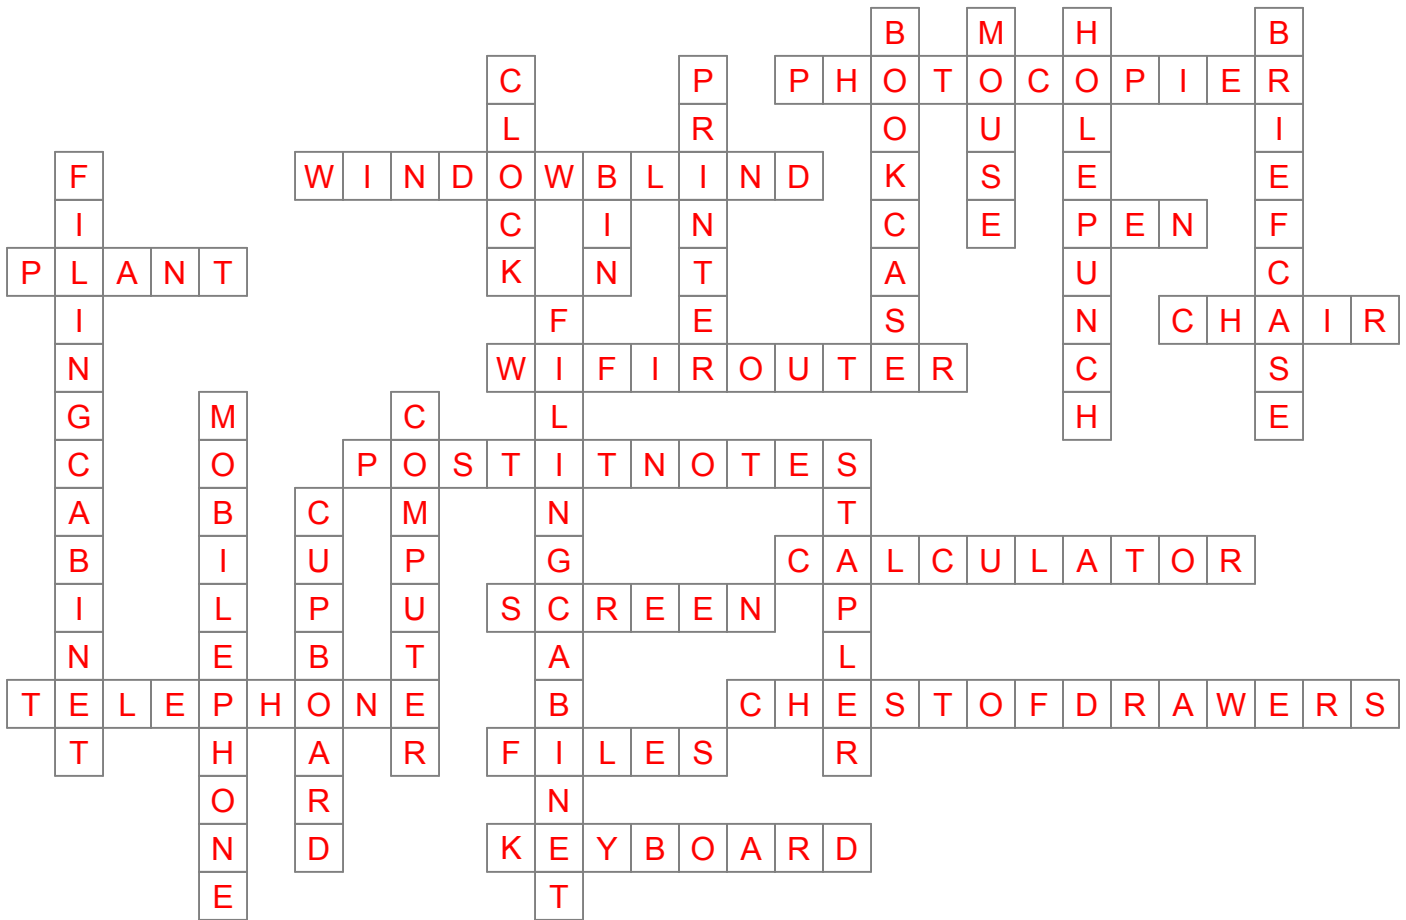 BOOKCASE
MOUSE
HOLEPUNCH
BRIEFCASE
CLOCK
PRINTER
PHOTOCOPIER
FILINGCABINET
WINDOWBLIND
BIN
PEN
PLANT
FILINGCABINET
CHAIR
WIFIROUTER
MOBILEPHONE
COMPUTER
POSTITNOTES
STAPLER
CUPBOARD
CALCULATOR
SCREEN
TELEPHONE
CHESTOFDRAWERS
FILES
KEYBOARD